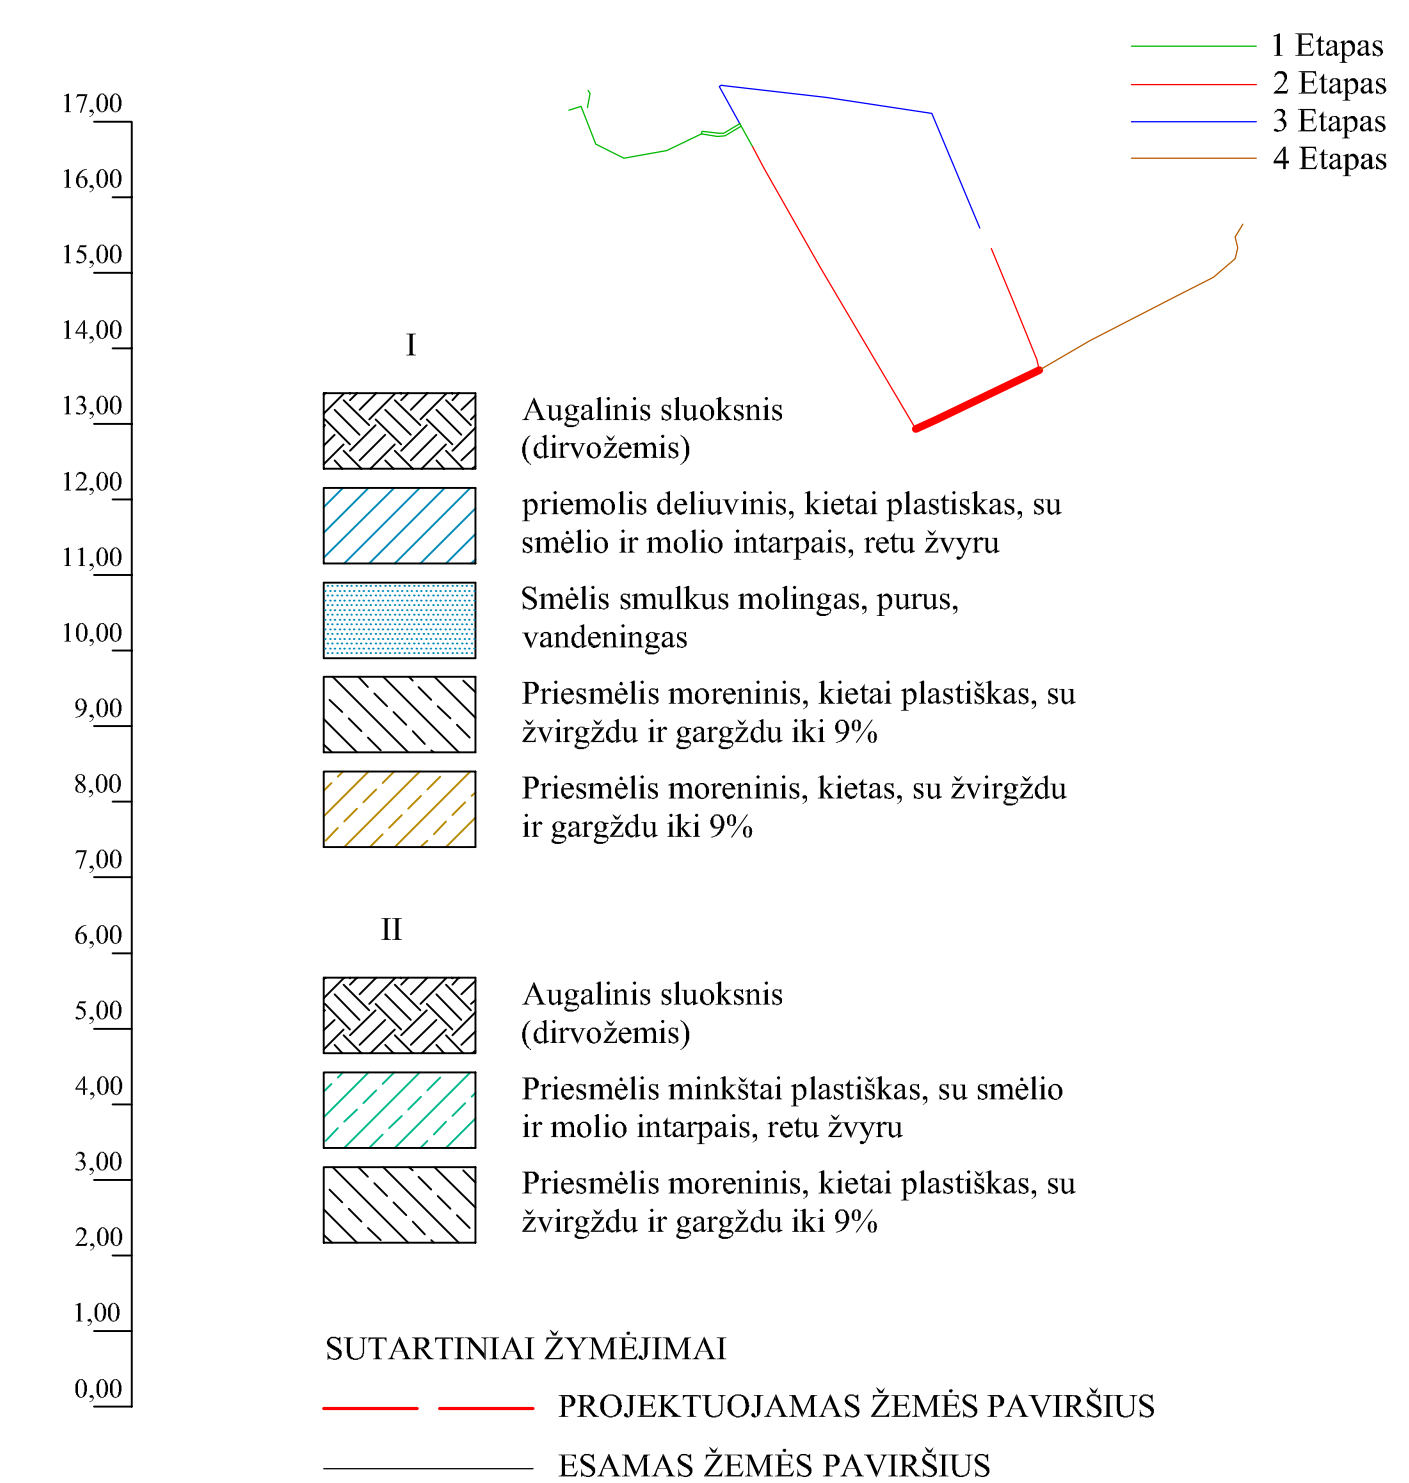 1 Etapas
2 Etapas
3 Etapas
4 Etapas
17,00
16,00
15,00
14,00
13,00
12,00
11,00
10,00
9,00
8,00
7,00
6,00
5,00
4,00
3,00
2,00
1,00
0,00
I
Augalinis sluoksnis
(dirvožemis)
priemolis deliuvinis, kietai plastiskas, su
smėlio ir molio intarpais, retu žvyru
Smėlis smulkus molingas, purus,
vandeningas
Priesmėlis moreninis, kietai plastiškas, su
žvirgždu ir gargždu iki 9%
Priesmėlis moreninis, kietas, su žvirgždu
ir gargždu iki 9%
II
Augalinis sluoksnis
(dirvožemis)
Priesmėlis minkštai plastiškas, su smėlio
ir molio intarpais, retu žvyru
Priesmėlis moreninis, kietai plastiškas, su
žvirgždu ir gargždu iki 9%
SUTARTINIAI ŽYMĖJIMAI
PROJEKTUOJAMAS ŽEMĖS PAVIRŠIUS
ESAMAS ŽEMĖS PAVIRŠIUS